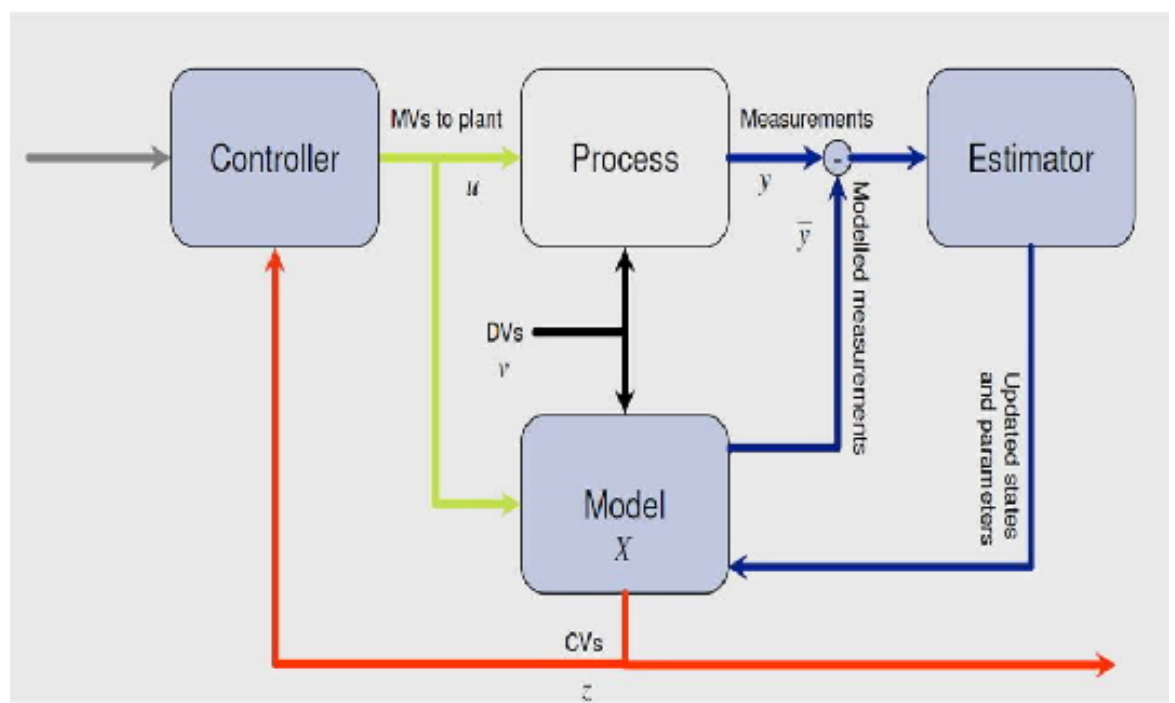 Controller
MVs to plant
u
Process
Measurements
y
-
Estimator
ȳ
Modelled measurements
DVs
v
Updated states
and parameters
Model
X
CVs
z